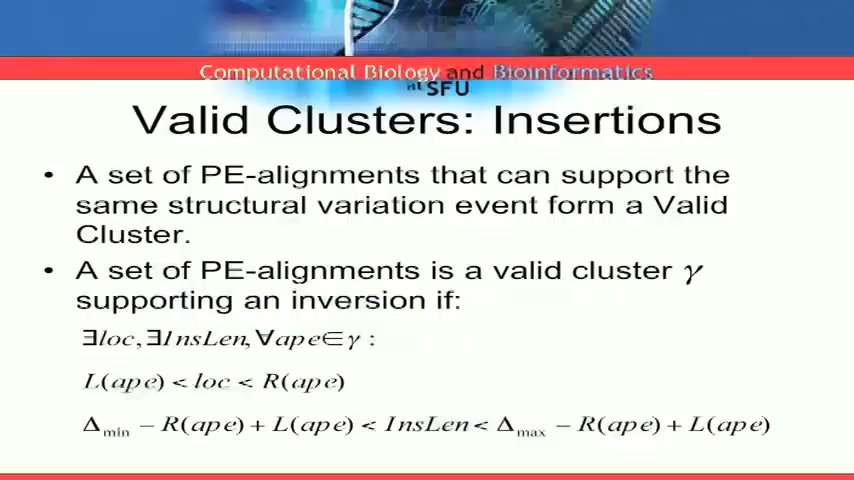 Computational Biology and Bioinformatics
at SFU
Valid Clusters: Insertions
• A set of PE-alignments that can support the
same structural variation event form a Valid
Cluster.
• A set of PE-alignments is a valid cluster γ
supporting an inversion if:
∃loc, ∃InsLen, ∀ape∈γ :
L(ape) < loc < R(ape)
Δmin − R(ape) + L(ape) < InsLen < Δmax − R(ape) + L(ape)